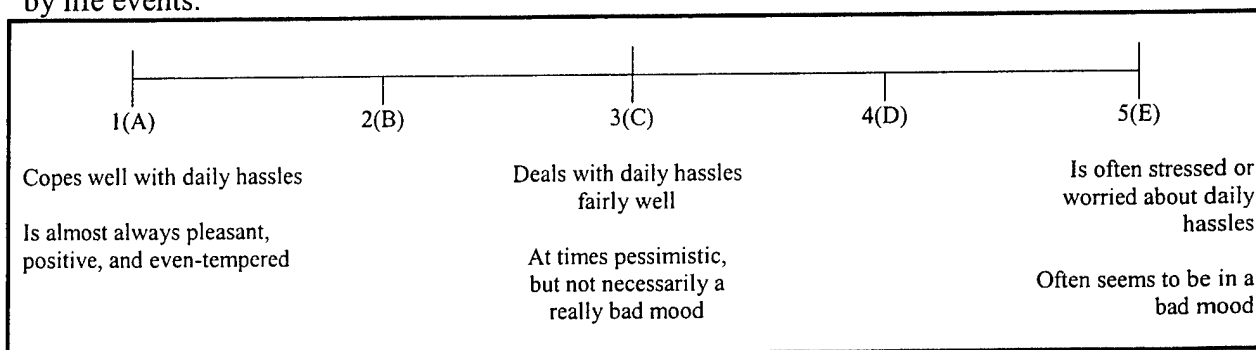 by life events.
1(A) 2(B) 3(C) 4(D) 5(E)
Copes well with daily hassles
Is almost always pleasant,
positive, and even-tempered
Deals with daily hassles
fairly well
At times pessimistic,
but not necessarily a
really bad mood
Is often stressed or
worried about daily
hassles
Often seems to be in a
bad mood